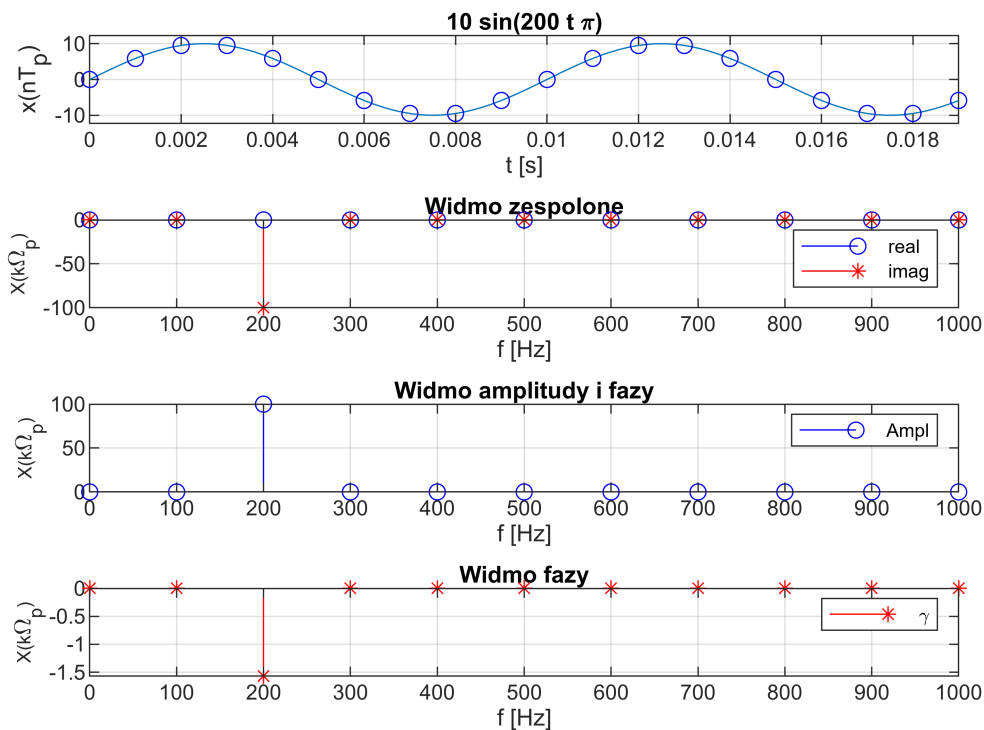 10 sin(200 t π)
x(nTp)
10
0
-10
0 0.002 0.004 0.006 0.008 0.01 0.012 0.014 0.016 0.018
t [s]
Widmo zespolone
X(kΩp)
0
-50
-100
real
imag
0 100 200 300 400 500 600 700 800 900 1000
f [Hz]
Widmo amplitudy i fazy
X(kΩp)
100
50
0
Ampl
0 100 200 300 400 500 600 700 800 900 1000
f [Hz]
Widmo fazy
X(kΩp)
0
-0.5
-1
-1.5
γ
0 100 200 300 400 500 600 700 800 900 1000
f [Hz]